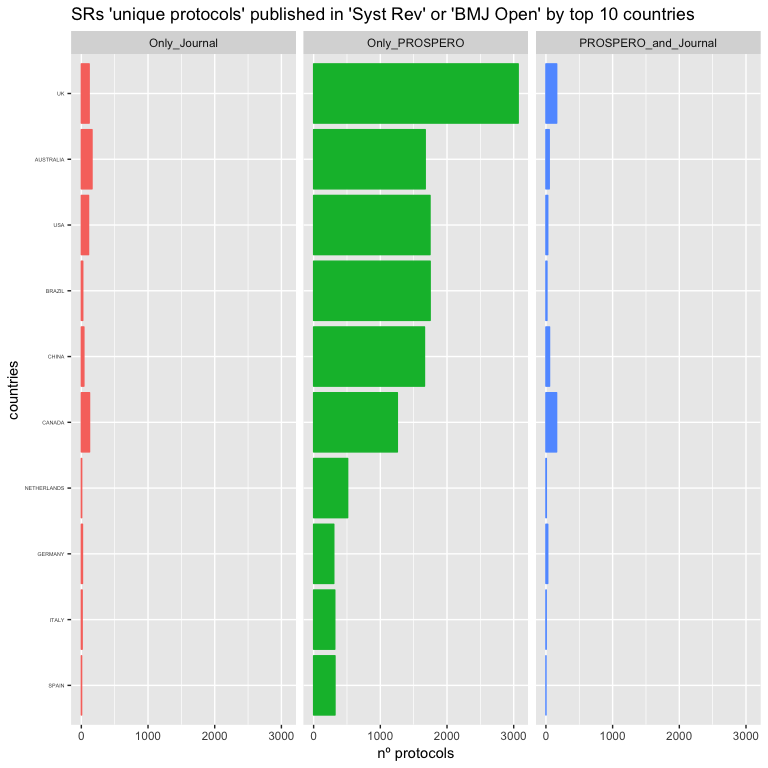 SRs 'unique protocols' published in 'Syst Rev' or 'BMJ Open' by top 10 countries
Only_Journal
Only_PROSPERO
PROSPERO_and_Journal
countries
UK
AUSTRALIA
USA
BRAZIL
CHINA
CANADA
NETHERLANDS
GERMANY
ITALY
SPAIN
0 1000 2000 3000
0 1000 2000 3000
0 1000 2000 3000
nº protocols